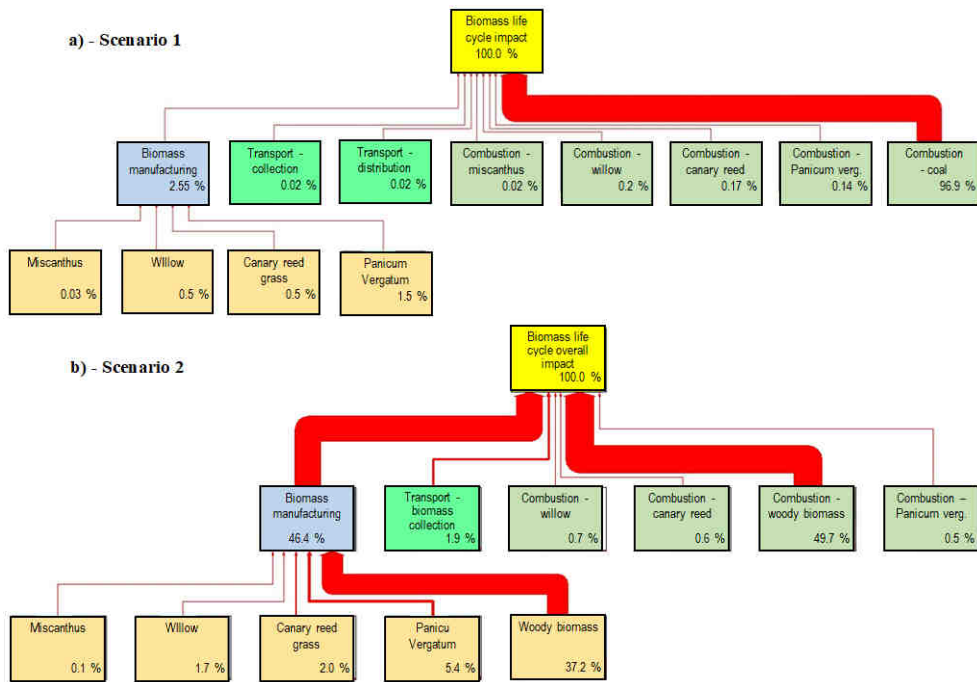 a) - Scenario 1
Biomass life
cycle impact
100.0 %
Biomass
manufacturing
2.55 %
Transport -
collection
0.02 %
Transport -
distribution
0.02 %
Combustion -
miscanthus
0.02 %
Combustion -
willow
0.2 %
Combustion -
canary reed
0.17 %
Combustion -
Panicum verg.
0.14 %
Combustion
- coal
96.9 %
Miscanthus
0.03 %
WIllow
0.5 %
Canary reed
grass
0.5 %
Panicum
Vergatum
1.5 %
b) - Scenario 2
Biomass life
cycle overall
impact
100.0 %
Biomass
manufacturing
46.4 %
Transport -
biomass
collection
1.9 %
Combustion -
willow
0.7 %
Combustion -
canary reed
0.6 %
Combustion -
woody biomass
49.7 %
Combustion –
Panicum verg.
0.5 %
Miscanthus
0.1 %
WIllow
1.7 %
Canary reed
grass
2.0 %
Panicu
Vergatum
5.4 %
Woody biomass
37.2 %